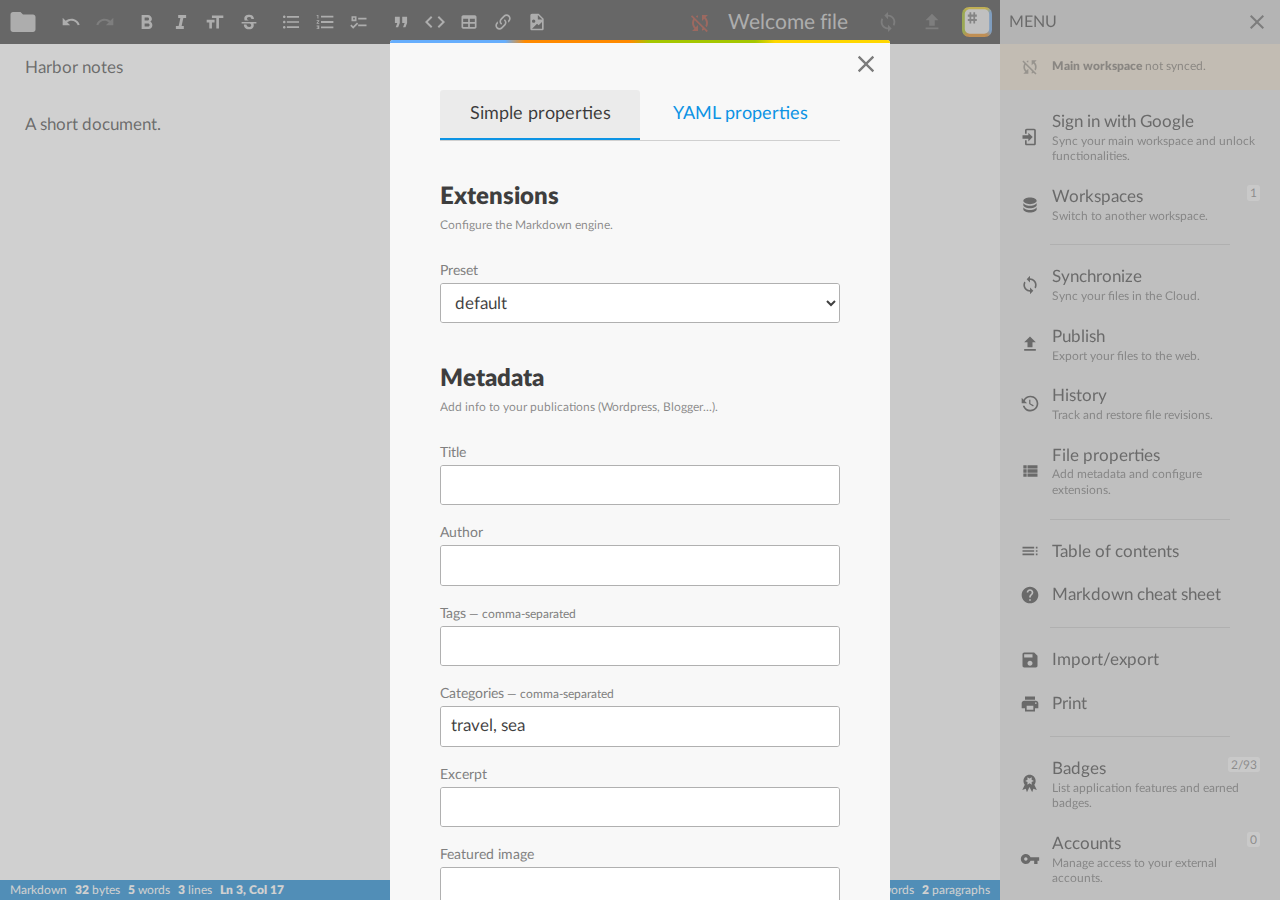 Welcome file
MENU
Harbor notes
A short document.
Simple properties
YAML properties
Extensions
Configure the Markdown engine.
Preset
default
Metadata
Add info to your publications (Wordpress, Blogger...).
Title
Author
Tags — comma-separated
Categories — comma-separated
travel, sea
Excerpt
Featured image
Main workspace not synced.
Sign in with Google
Sync your main workspace and unlock
functionalities.
Workspaces
1
Switch to another workspace.
Synchronize
Sync your files in the Cloud.
Publish
Export your files to the web.
History
Track and restore file revisions.
File properties
Add metadata and configure
extensions.
Table of contents
Markdown cheat sheet
Import/export
Print
Badges
2/93
List application features and earned
badges.
Accounts
0
Manage access to your external
accounts.
Markdown 32 bytes 5 words 3 lines Ln 3, Col 17
2 paragraphs